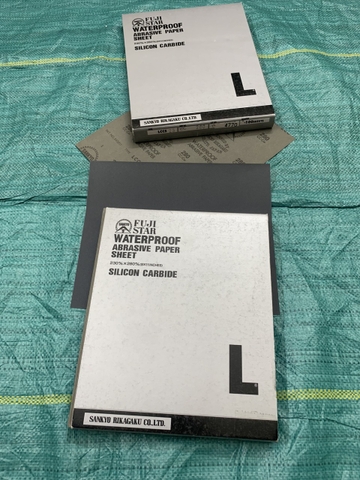 FUJI
STAR
WATERPROOF
ABRASIVE PAPER
SHEET
SILICON CARBIDE
L
SANKYO RIKAGAKU CO.,LTD.
FUJI
STAR
WATERPROOF
ABRASIVE PAPER
SHEET
SILICON CARBIDE
L
SANKYO RIKAGAKU CO.,LTD.